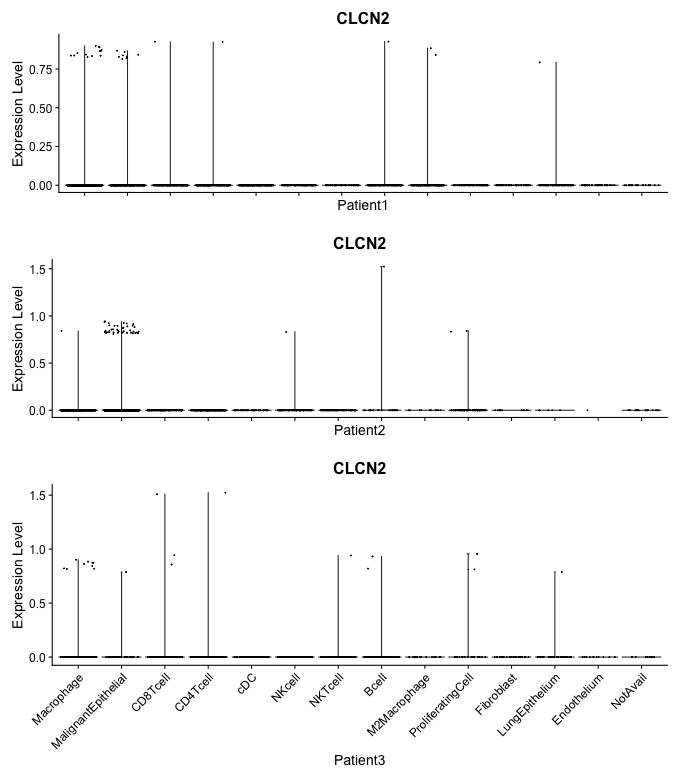 CLCN2
Expression Level
0.75
0.50
0.25
0.00
Patient1
CLCN2
Expression Level
1.5
1.0
0.5
0.0
Patient2
CLCN2
Expression Level
1.5
1.0
0.5
0.0
Macrophage
MalignantEpithelial
CD8Tcell
CD4Tcell
cDC
NKcell
NKTcell
Bcell
M2Macrophage
ProliferatingCell
Fibroblast
LungEpithelium
Endothelium
NotAvail
Patient3